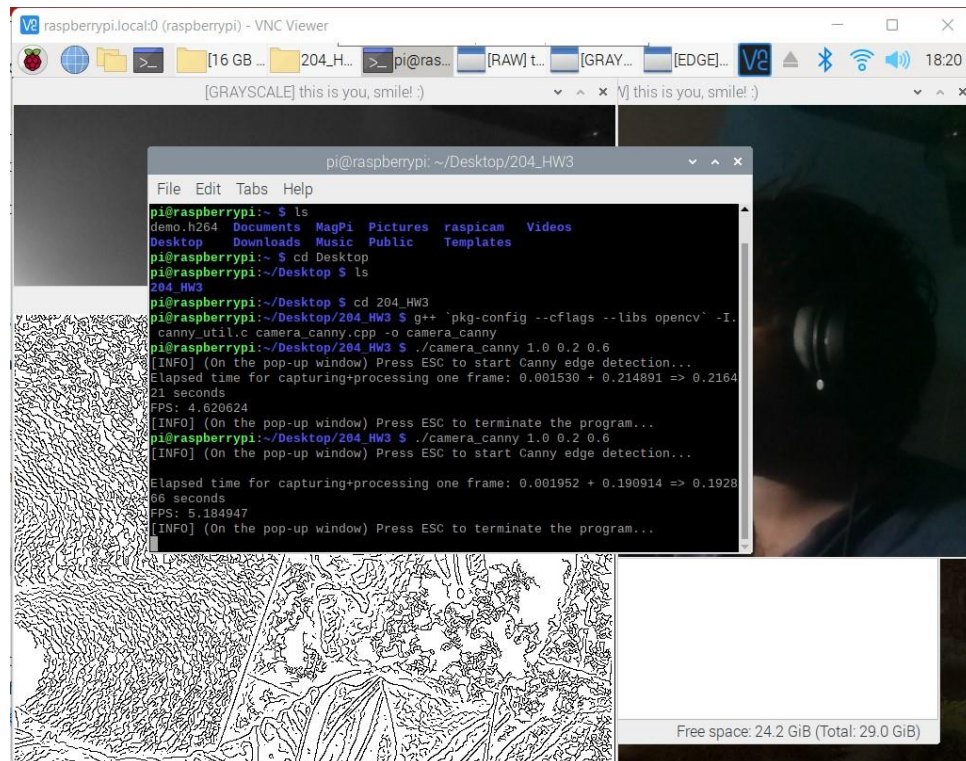 raspberrypi.local:0 (raspberrypi) - VNC Viewer
[16 GB ... 204_H... pi@ras... [RAW] t... [GRAY... [EDGE]... 18:20
[GRAYSCALE] this is you, smile! :)
W] this is you, smile! :)
pi@raspberrypi: ~/Desktop/204_HW3
File Edit Tabs Help
pi@raspberrypi:~ $ ls
demo.h264 Documents MagPi Pictures raspicam Videos
Desktop Downloads Music Public Templates
pi@raspberrypi:~ $ cd Desktop
pi@raspberrypi:~/Desktop $ ls
204_HW3
pi@raspberrypi:~/Desktop $ cd 204_HW3
pi@raspberrypi:~/Desktop/204_HW3 $ g++ `pkg-config --cflags --libs opencv` -I.
canny_util.c camera_canny.cpp -o camera_canny
pi@raspberrypi:~/Desktop/204_HW3 $ ./camera_canny 1.0 0.2 0.6
[INFO] (On the pop-up window) Press ESC to start Canny edge detection...
Elapsed time for capturing+processing one frame: 0.001530 + 0.214891 => 0.2164
21 seconds
FPS: 4.620624
[INFO] (On the pop-up window) Press ESC to terminate the program...
pi@raspberrypi:~/Desktop/204_HW3 $ ./camera_canny 1.0 0.2 0.6
[INFO] (On the pop-up window) Press ESC to start Canny edge detection...
Elapsed time for capturing+processing one frame: 0.001952 + 0.190914 => 0.1928
66 seconds
FPS: 5.184947
[INFO] (On the pop-up window) Press ESC to terminate the program...
Free space: 24.2 GiB (Total: 29.0 GiB)